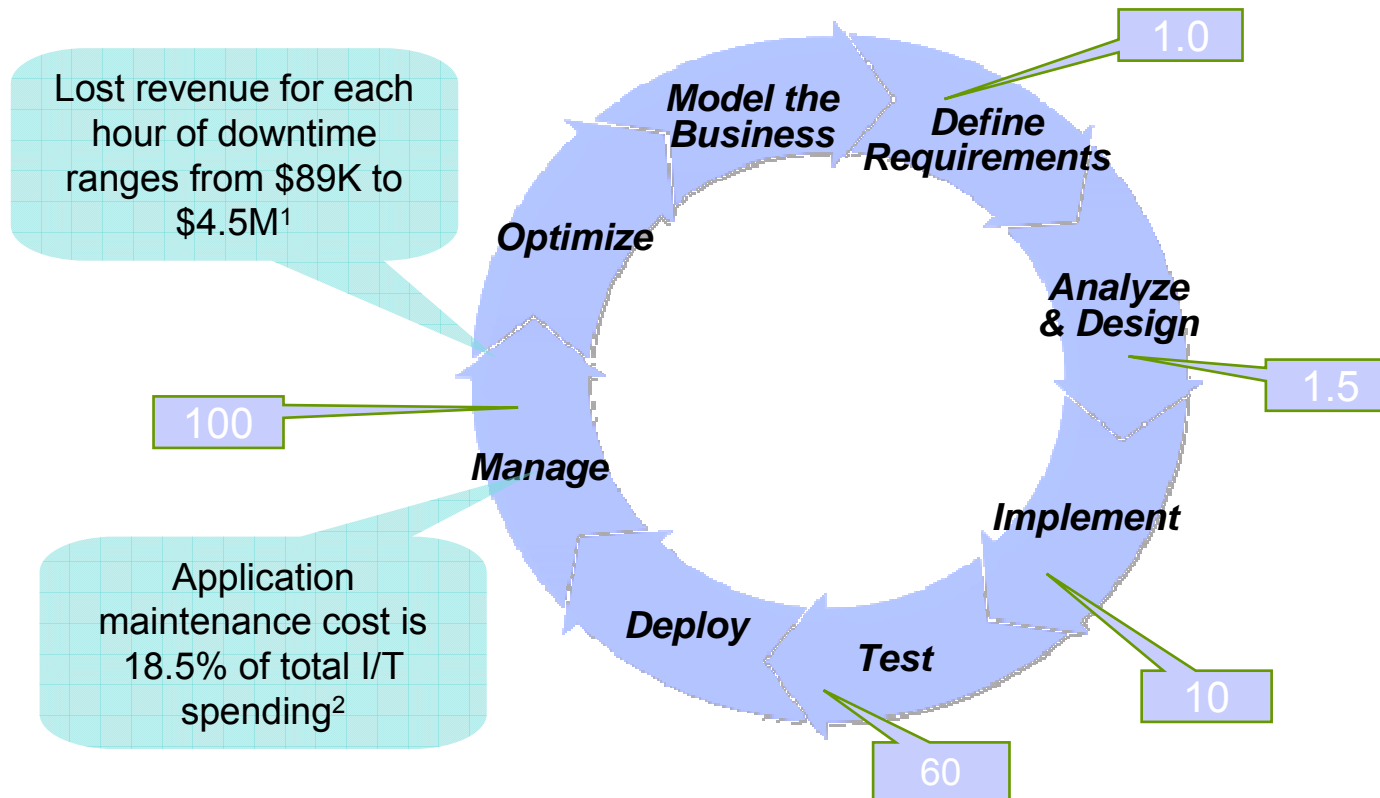 1.0
Lost revenue for each
hour of downtime
ranges from $89K to
$4.5M¹
Model the
Business
Define
Requirements
Optimize
Analyze
& Design
1.5
100
Manage
Implement
Application
maintenance cost is
18.5% of total I/T
spending²
Deploy
Test
10
60